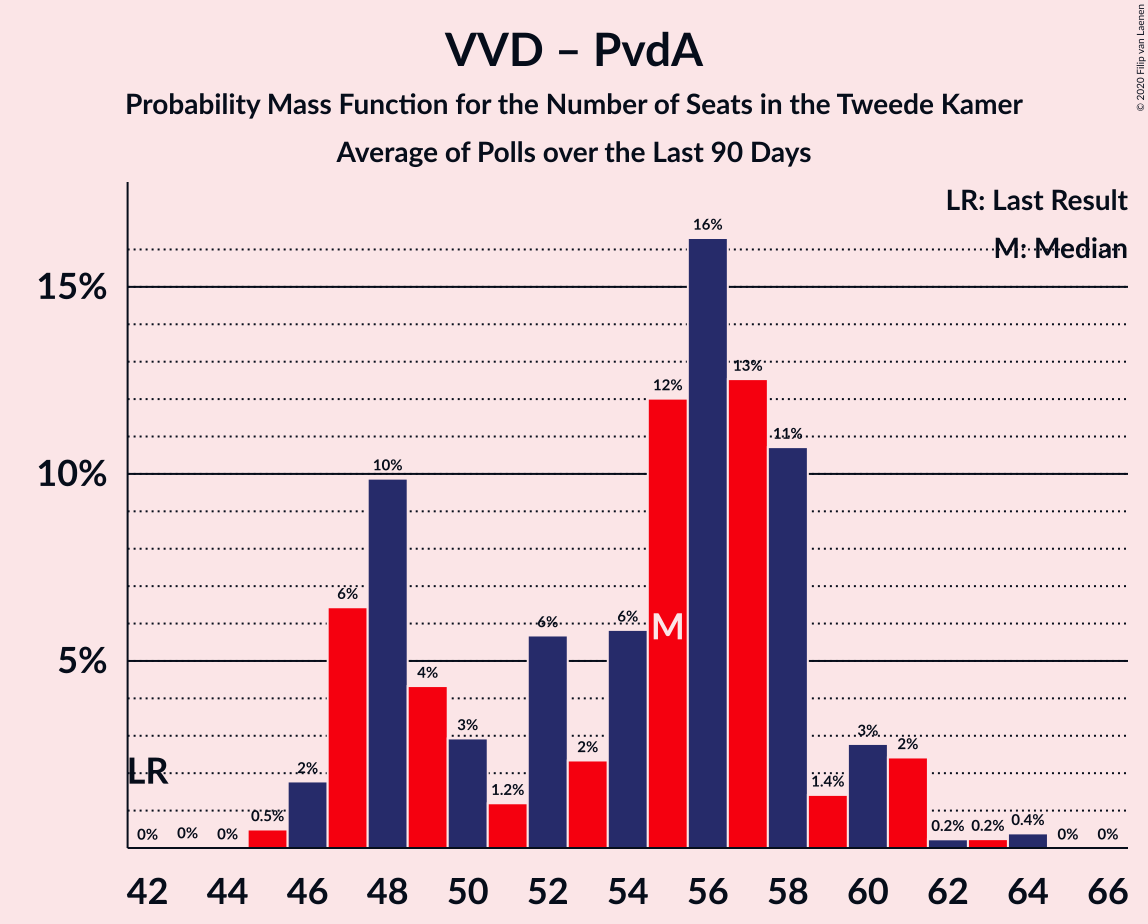 VVD – PvdA
Probability Mass Function for the Number of Seats in the Tweede Kamer
Average of Polls over the Last 90 Days
© 2020 Filip van Laenen
LR: Last Result
M: Median
15%
10%
5%
0% 0% 0% 0.5% 2% 6% 10% 4% 3% 1.2% 6% 2% 6% 12% 16% 13% 11% 1.4% 3% 2% 0.2% 0.2% 0.4% 0% 0%
LR
M
42 44 46 48 50 52 54 56 58 60 62 64 66